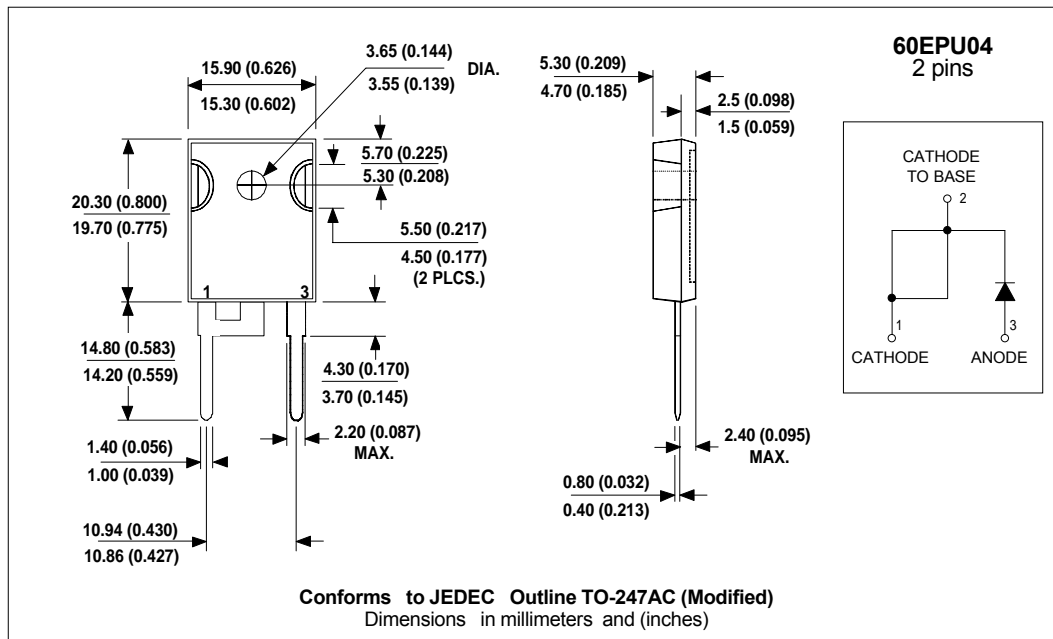 60EPU04
2 pins
3.65 (0.144)
3.55 (0.139)
DIA.
15.90 (0.626)
15.30 (0.602)
5.70 (0.225)
5.30 (0.208)
20.30 (0.800)
19.70 (0.775)
5.50 (0.217)
4.50 (0.177)
(2 PLCS.)
1
3
14.80 (0.583)
14.20 (0.559)
4.30 (0.170)
3.70 (0.145)
2.20 (0.087)
MAX.
1.40 (0.056)
1.00 (0.039)
10.94 (0.430)
10.86 (0.427)
5.30 (0.209)
4.70 (0.185)
2.5 (0.098)
1.5 (0.059)
2.40 (0.095)
MAX.
0.80 (0.032)
0.40 (0.213)
CATHODE
TO BASE
2
1
3
CATHODE
ANODE
Conforms to JEDEC Outline TO-247AC (Modified)
Dimensions in millimeters and (inches)